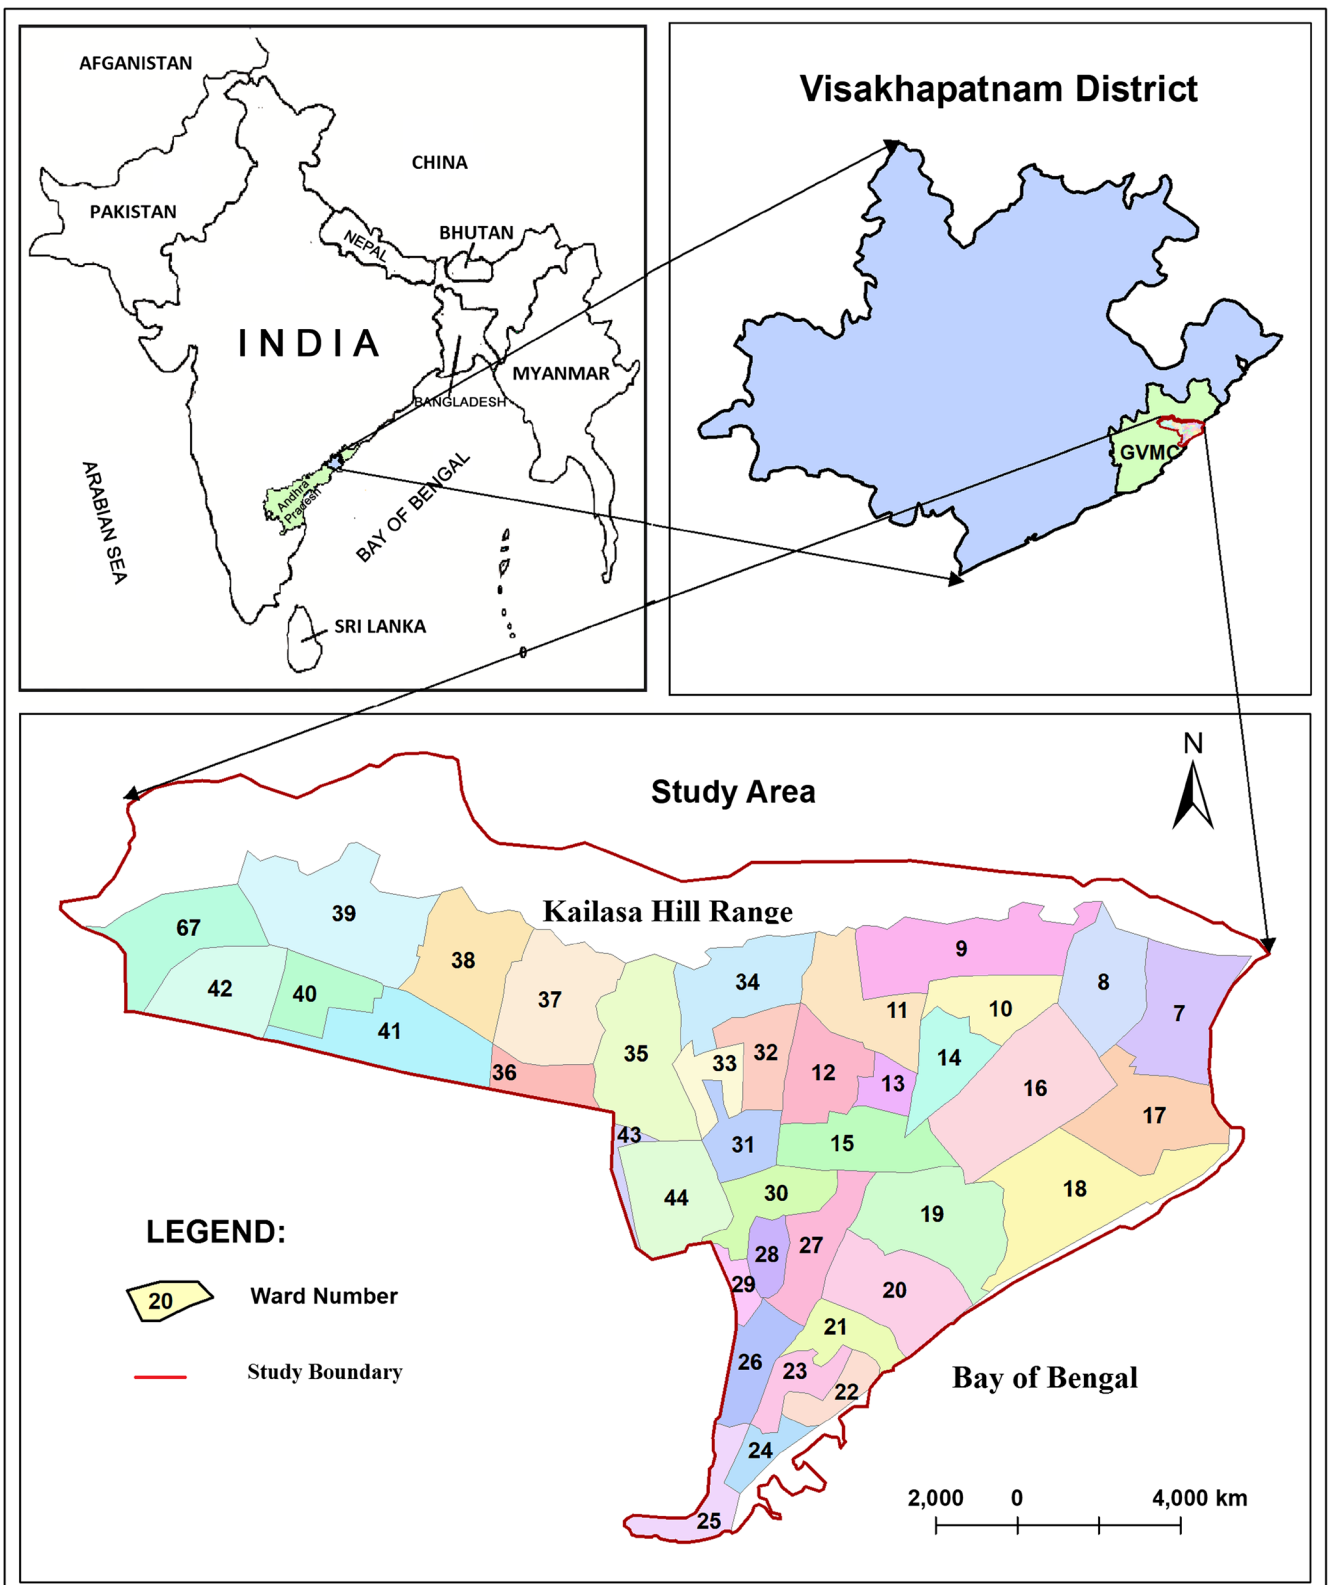 AFGANISTAN
CHINA
PAKISTAN
NEPAL
BHUTAN
INDIA
MYANMAR
BANGLADESH
Andhra
Pradesh
ARABIAN SEA
BAY OF BENGAL
SRI LANKA
Visakhapatnam District
GVMC
Study Area
N
Kailasa Hill Range
67
39
38
42
40
41
37
36
35
34
33
32
31
9
8
7
11
10
12
13
14
16
17
15
18
43
44
30
19
28
27
29
20
21
26
23
22
24
25
LEGEND:
20 Ward Number
Study Boundary
Bay of Bengal
2,000 0 4,000 km